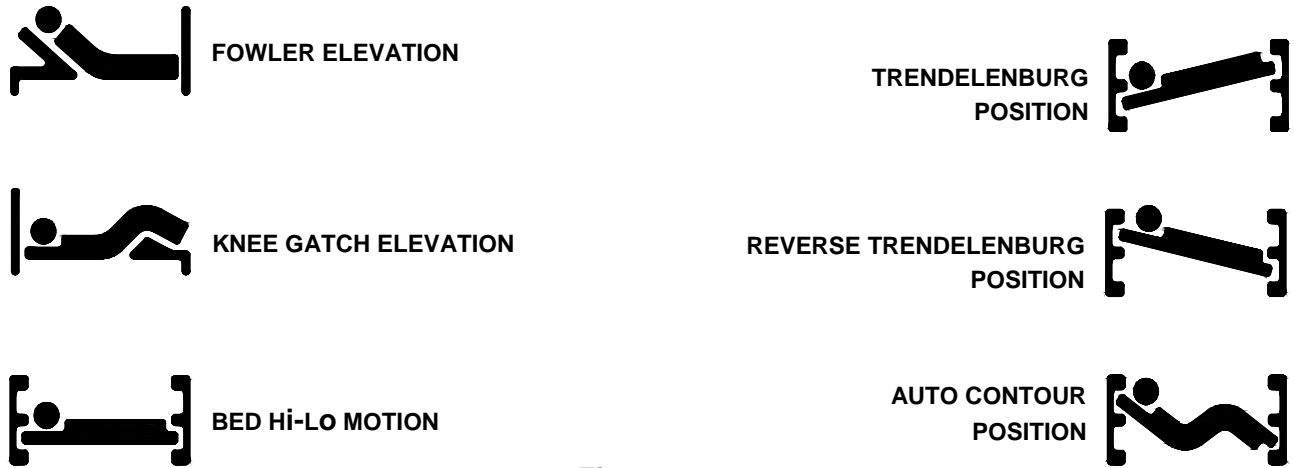 FOWLER ELEVATION
TRENDELENBURG
POSITION
KNEE GATCH ELEVATION
REVERSE TRENDELENBURG
POSITION
BED Hi-Lo MOTION
AUTO CONTOUR
POSITION